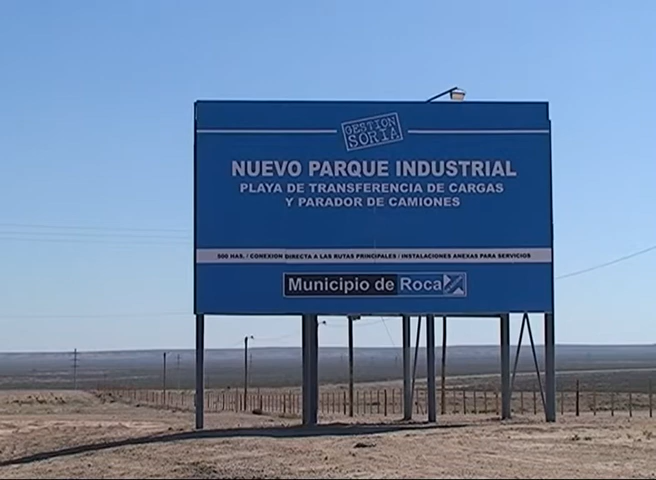 GESTION
SORIA
NUEVO PARQUE INDUSTRIAL
PLAYA DE TRANSFERENCIA DE CARGAS
Y PARADOR DE CAMIONES
500 HAS. / CONEXION DIRECTA A LAS RUTAS PRINCIPALES / INSTALACIONES ANEXAS PARA SERVICIOS
Municipio de Roca